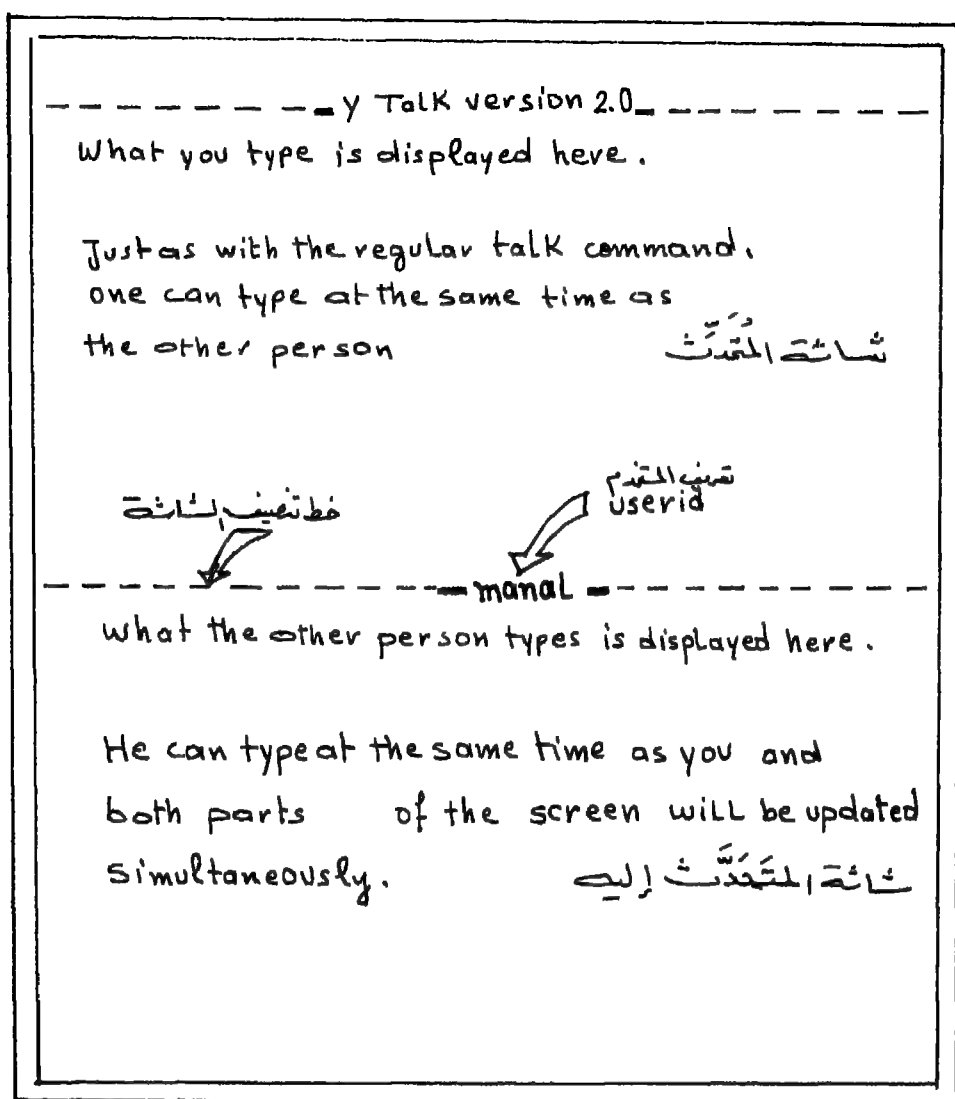 --------y Talk version 2.0--------
What you type is displayed here.
Just as with the regular talk command.
one can type at the same time as
the other person
شاشة المُتَحَدِّث
تعريف المستخدم
userid
خط تنصيف الشاشة
--------manal--------
what the other person types is displayed here.
He can type at the same time as you and
both parts of the screen will be updated
simultaneously.
شاشة المتَحَدَّث إليه